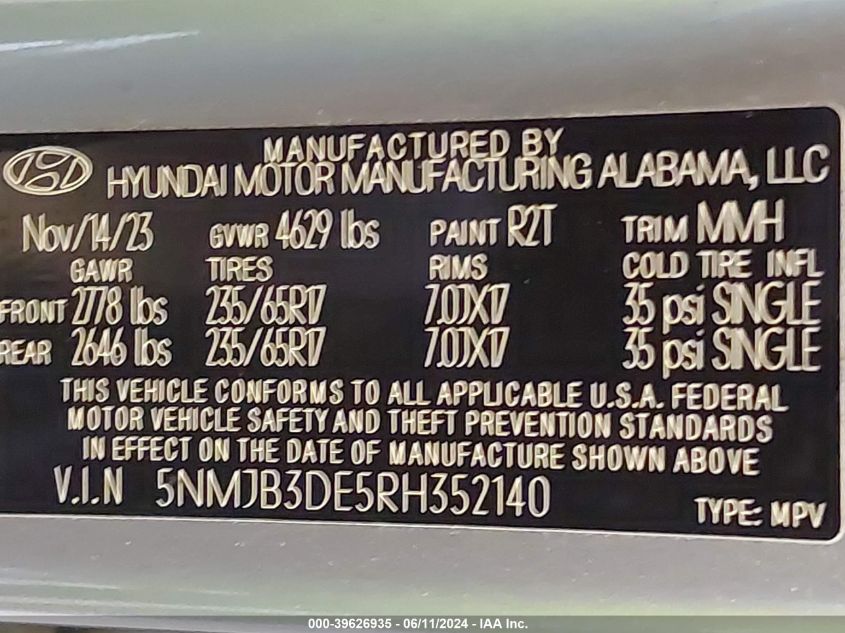 MANUFACTURED BY
HYUNDAI MOTOR MANUFACTURING ALABAMA, LLC
Nov/14/23 GVWR 4629 lbs PAINT R2T TRIM MMH
GAWR TIRES RIMS COLD TIRE INFL
FRONT 2778 lbs 235/65R17 7.0JX17 35 psi SINGLE
REAR 2646 lbs 235/65R17 7.0JX17 35 psi SINGLE
THIS VEHICLE CONFORMS TO ALL APPLICABLE U.S.A. FEDERAL
MOTOR VEHICLE SAFETY AND THEFT PREVENTION STANDARDS
IN EFFECT ON THE DATE OF MANUFACTURE SHOWN ABOVE
V.I.N 5NMJB3DE5RH352140
TYPE: MPV
000-39626935 - 06/11/2024 - IAA Inc.